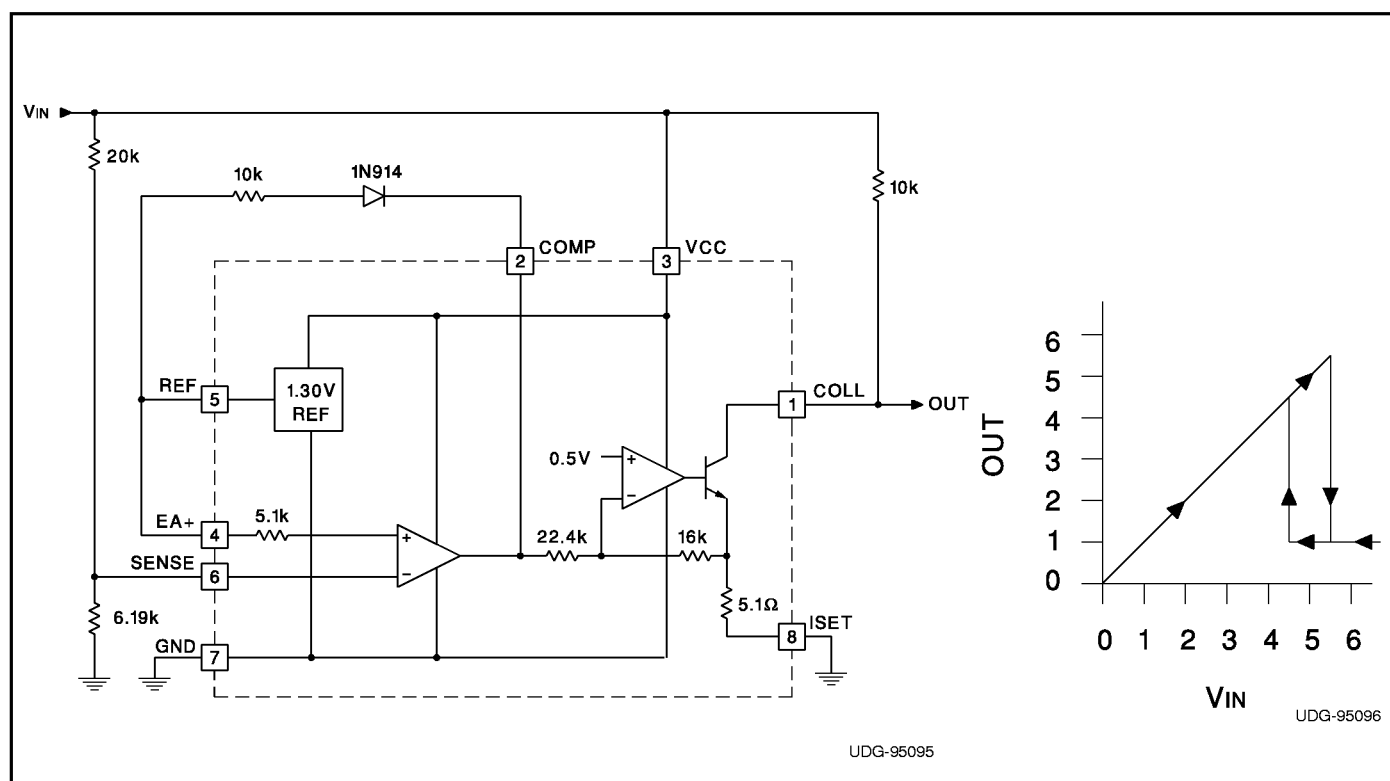 VIN
20k
10k
1N914
10k
2
COMP
3
VCC
REF
5
1.30V
REF
1
COLL
OUT
0.5V
+
−
EA+
4
5.1k
+
−
22.4k
16k
SENSE
6
6.19k
5.1Ω
ISET
8
GND
7
UDG-95095
OUT
6
5
4
3
2
1
0
0 1 2 3 4 5 6
VIN
UDG-95096